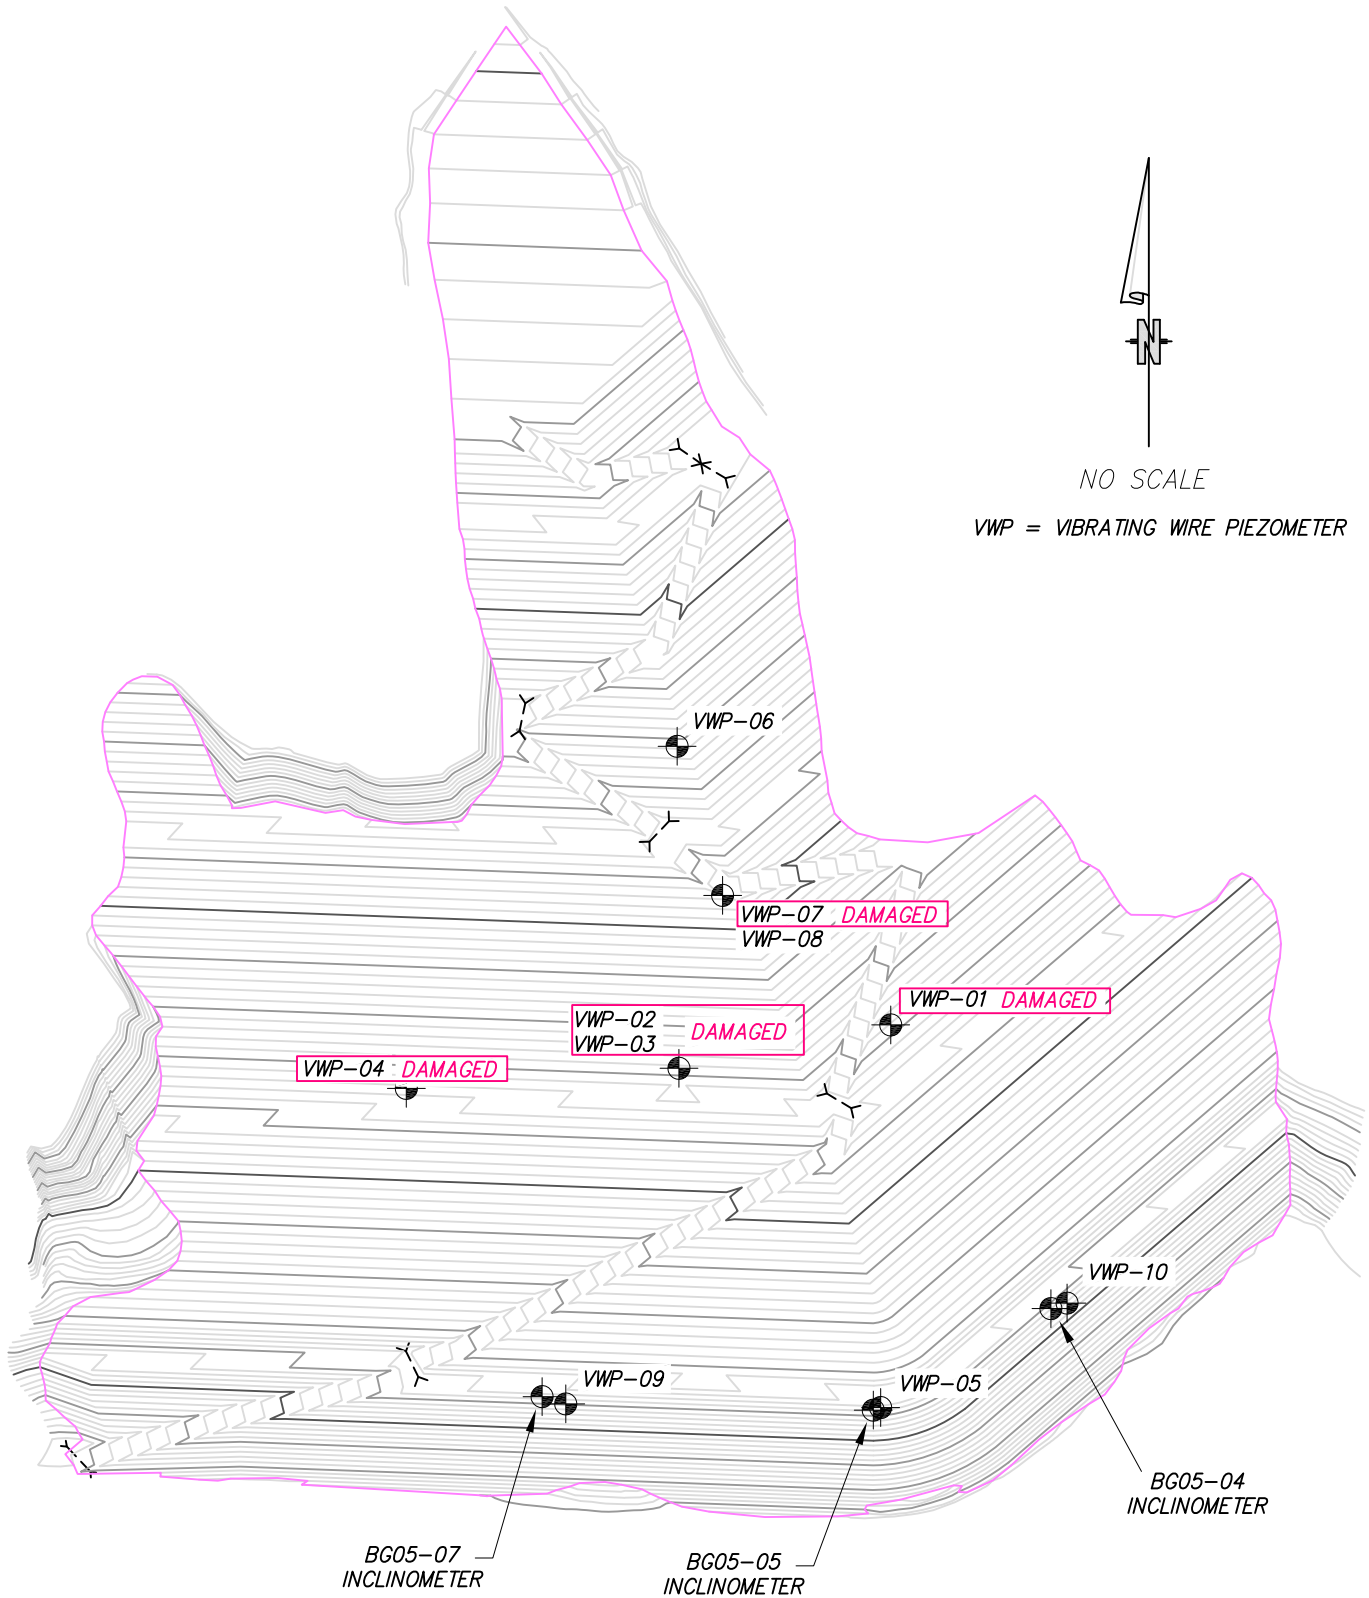 N
NO SCALE
VWP = VIBRATING WIRE PIEZOMETER
VWP-06
VWP-07 DAMAGED
VWP-08
VWP-01 DAMAGED
VWP-02
VWP-03
DAMAGED
VWP-04 DAMAGED
VWP-10
VWP-09
VWP-05
BG05-04
INCLINOMETER
BG05-07
INCLINOMETER
BG05-05
INCLINOMETER